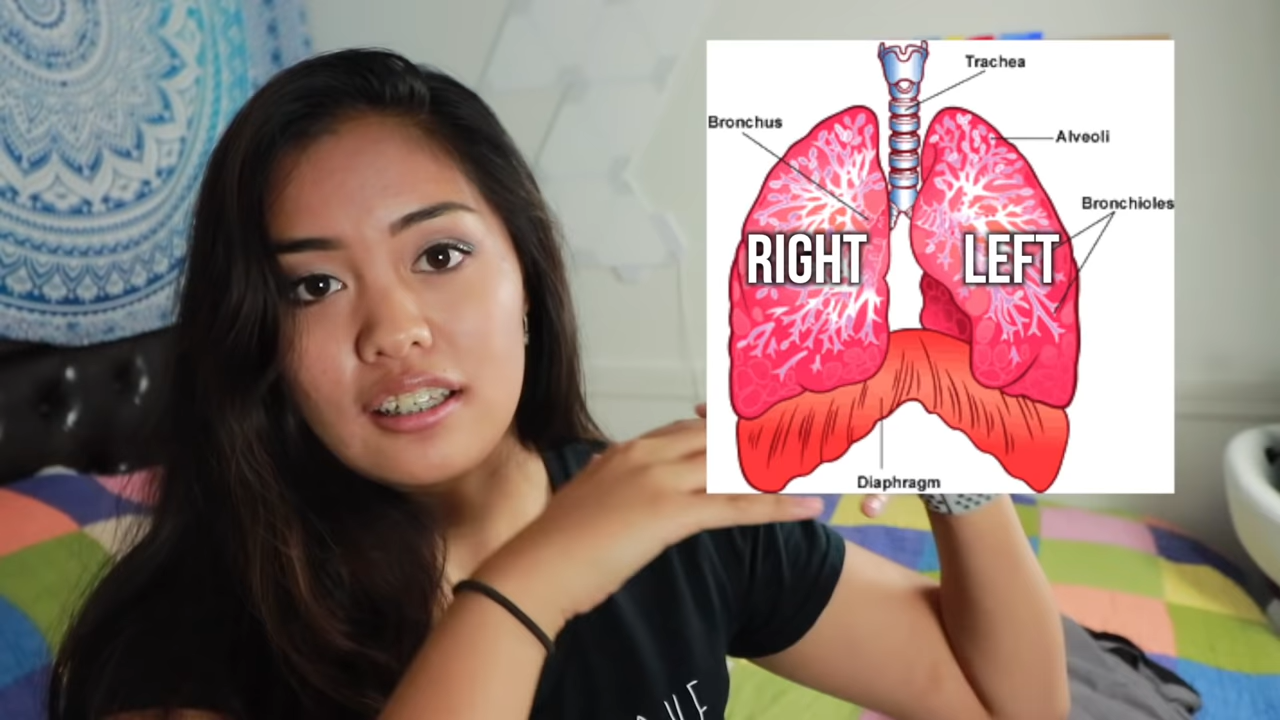 Trachea
Bronchus
Alveoli
Bronchioles
RIGHT
LEFT
Diaphragm